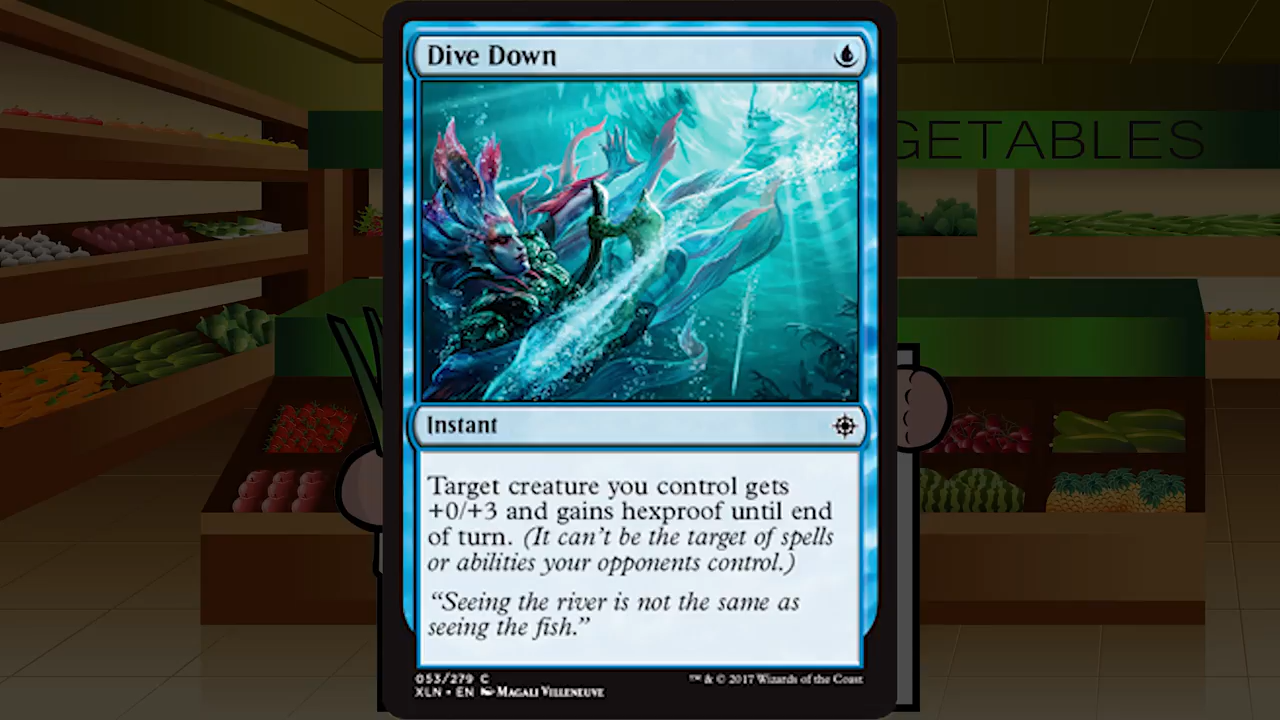 Dive Down
GETABLES
Instant
Target creature you control gets
+0/+3 and gains hexproof until end
of turn. (It can't be the target of spells
or abilities your opponents control.)
"Seeing the river is not the same as
seeing the fish."
053/279 C
XLN • EN Magali Villeneuve
™ & © 2017 Wizards of the Coast